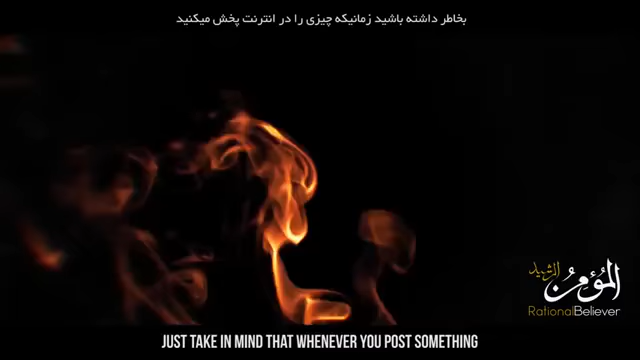 بخاطر داشته باشید زمانیکه چیزی را در انترنت پخش میکنید
المؤمن الرشيد
RationalBeliever
JUST TAKE IN MIND THAT WHENEVER YOU POST SOMETHING